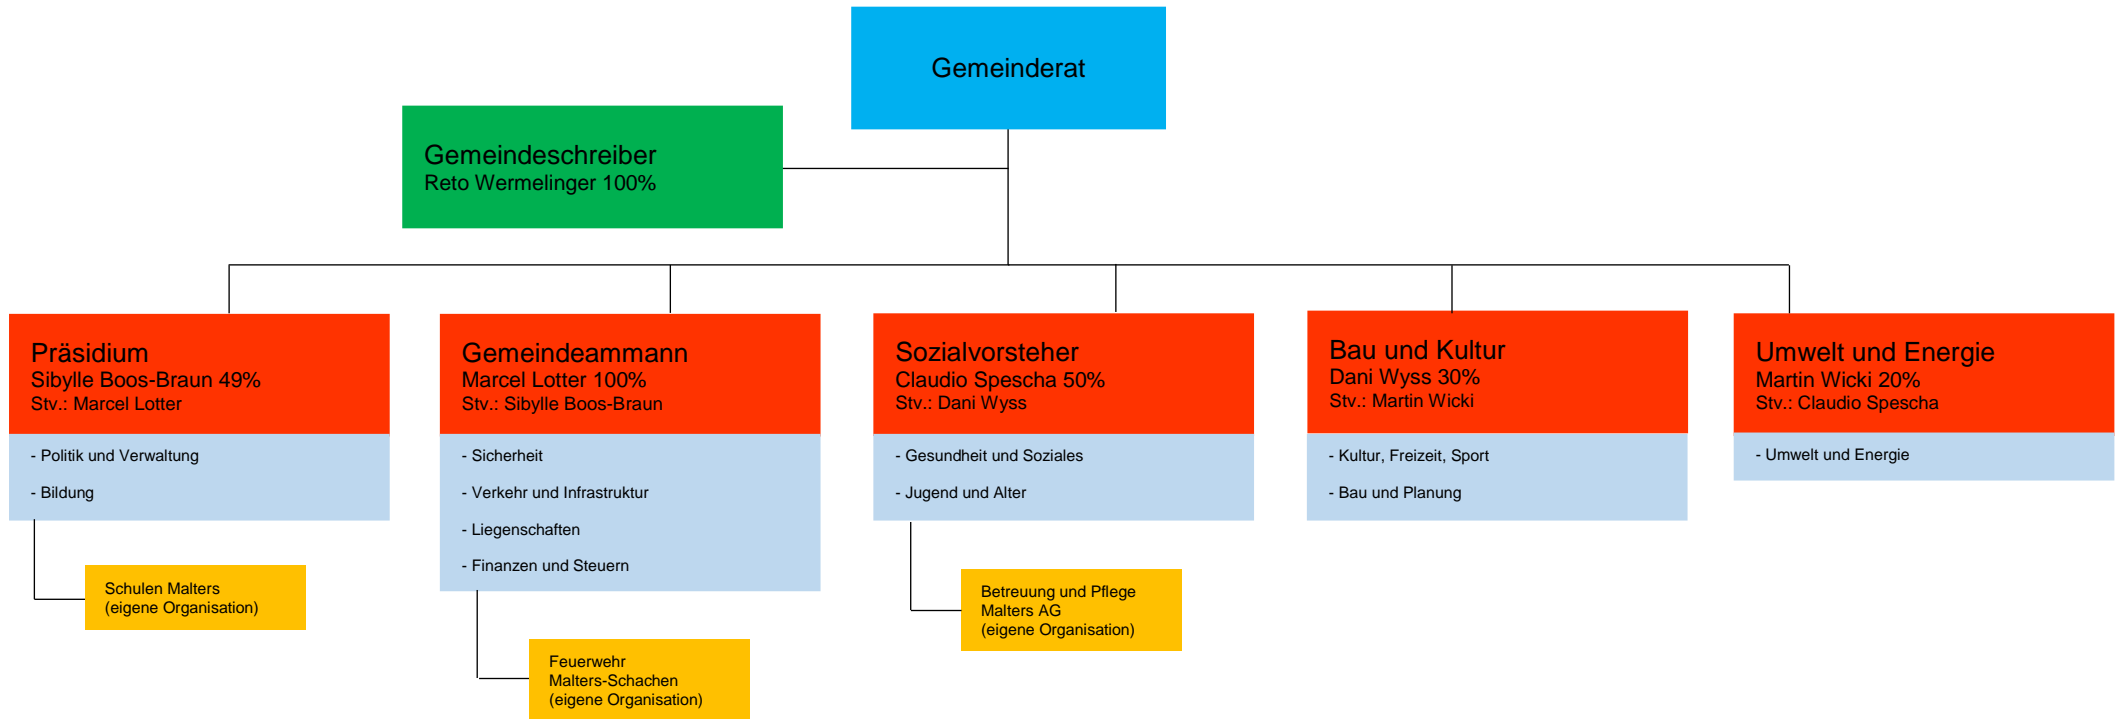 Gemeinderat
Gemeindeschreiber
Reto Wermelinger 100%
Präsidium
Sibylle Boos-Braun 49%
Stv.: Marcel Lotter
- Politik und Verwaltung
- Bildung
Schulen Malters
(eigene Organisation)
Gemeindeammann
Marcel Lotter 100%
Stv.: Sibylle Boos-Braun
- Sicherheit
- Verkehr und Infrastruktur
- Liegenschaften
- Finanzen und Steuern
Feuerwehr
Malters-Schachen
(eigene Organisation)
Sozialvorsteher
Claudio Spescha 50%
Stv.: Dani Wyss
- Gesundheit und Soziales
- Jugend und Alter
Betreuung und Pflege
Malters AG
(eigene Organisation)
Bau und Kultur
Dani Wyss 30%
Stv.: Martin Wicki
- Kultur, Freizeit, Sport
- Bau und Planung
Umwelt und Energie
Martin Wicki 20%
Stv.: Claudio Spescha
- Umwelt und Energie